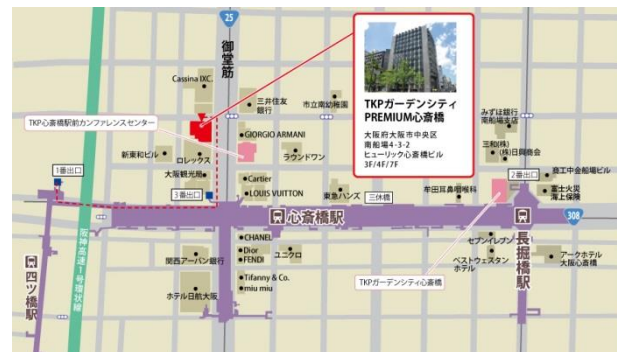 25
御堂筋
Cassina IXC.
三井住友
銀行
市立南幼稚園
TKP心斎橋駅前カンファレンスセンター
GIORGIO ARMANI
新東和ビル
ロレックス
ラウンドワン
1番出口
大阪観光局
3番出口
Cartier
LOUIS VUITTON
東急ハンズ
三休橋
牟田耳鼻咽喉科
TKPガーデンシティ
PREMIUM心斎橋
大阪府大阪市中央区
南船場4-3-2
ヒューリック心斎橋ビル
3F/4F/7F
みずほ銀行
南船場支店
三和(株)
(株)日興商会
2番出口
商工中金船場ビル
富士火災
海上保険
心斎橋駅
308
阪神高速1号環状線
四ツ橋駅
長堀橋駅
CHANEL
Dior
FENDI
関西アーバン銀行
ユニクロ
Tifanny & Co.
miu miu
ホテル日航大阪
セブンイレブン
ベストウェスタン
ホテル
アークホテル
大阪心斎橋
TKPガーデンシティ心斎橋